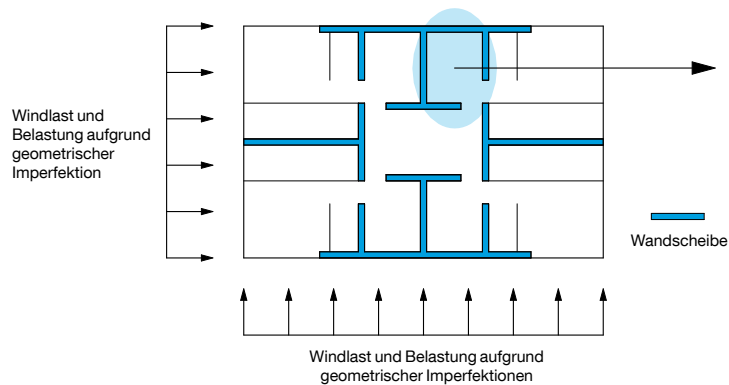 Windlast und
Belastung aufgrund
geometrischer
Imperfektion
Wandscheibe
Windlast und Belastung aufgrund
geometrischer Imperfektionen